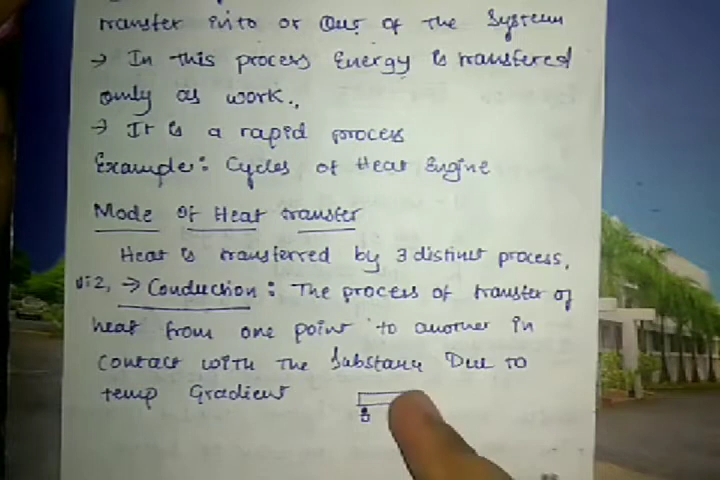 transfer into or Out of the System
→ In this process Energy is transfered
only as work.,
→ It is a rapid process
Example: Cycles of Heat Engine
Mode of Heat transfer
Heat is transferred by 3 distinct process,
viz, → Conduction: The process of transfer of
heat from one point to another in
Contact with the Substany Due to
temp Gradient